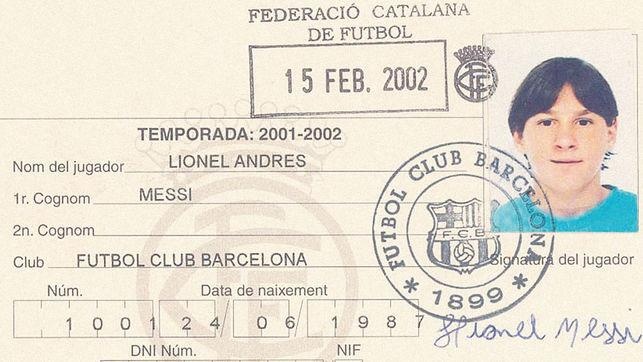 FEDERACIÓ CATALANA
DE FUTBOL
15 FEB. 2002
TEMPORADA: 2001-2002
Nom del jugador LIONEL ANDRES
1r. Cognom MESSI
2n. Cognom
Club FUTBOL CLUB BARCELONA
FUTBOL CLUB BARCELONA
F.C.B.
* 1899 *
Signatura del jugador
Núm. Data de naixement
1 0 0 1 24 / 06 / 1987
Lionel Messi
DNI Núm. NIF